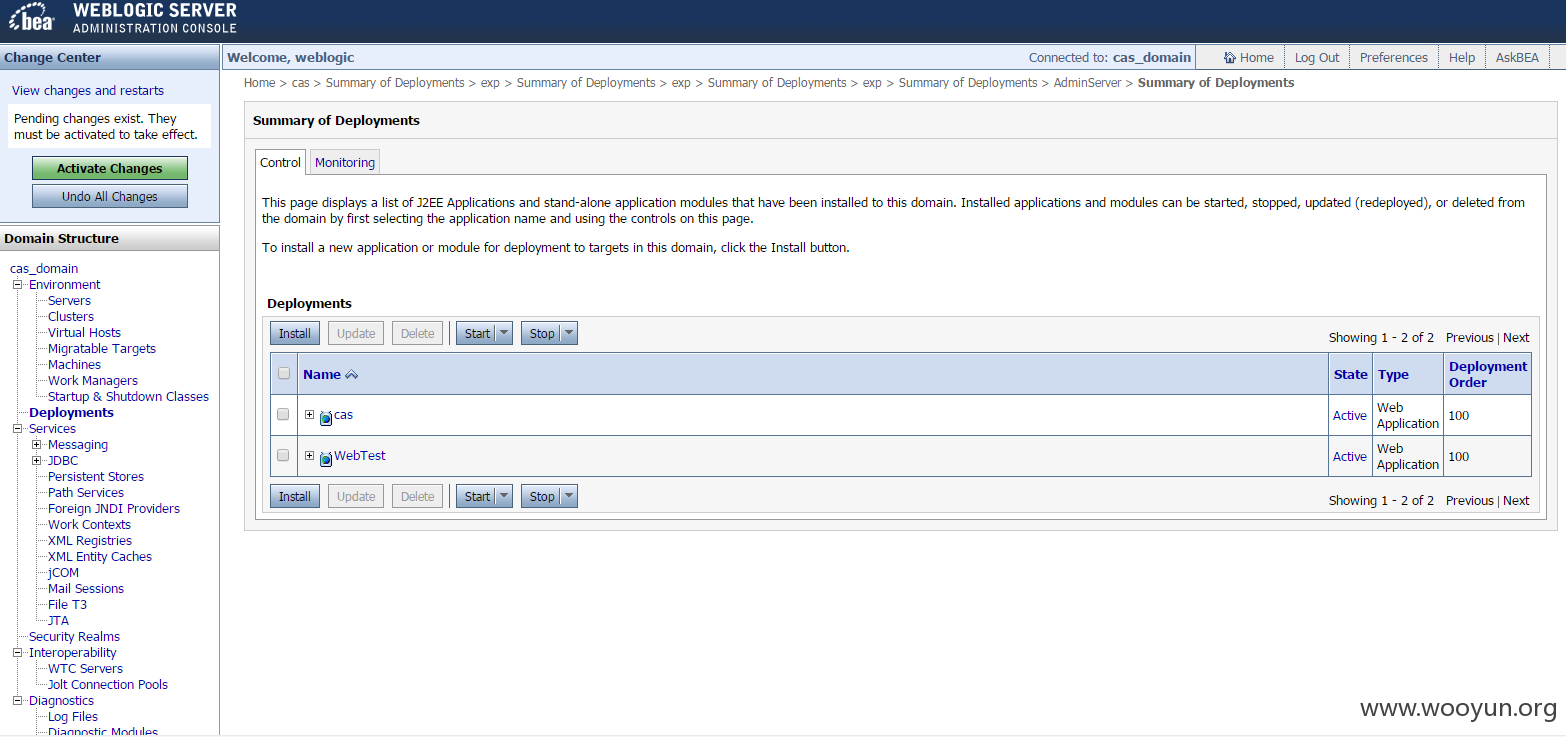 bea
WEBLOGIC SERVER
ADMINISTRATION CONSOLE
Change Center
View changes and restarts
Pending changes exist. They
must be activated to take effect.
Activate Changes
Undo All Changes
Domain Structure
cas_domain
Environment
Servers
Clusters
Virtual Hosts
Migratable Targets
Machines
Work Managers
Startup & Shutdown Classes
Deployments
Services
Messaging
JDBC
Persistent Stores
Path Services
Foreign JNDI Providers
Work Contexts
XML Registries
XML Entity Caches
jCOM
Mail Sessions
File T3
JTA
Security Realms
Interoperability
WTC Servers
Jolt Connection Pools
Diagnostics
Log Files
Diagnostic Modules
Welcome, weblogic
Connected to: cas_domain
Home
Log Out
Preferences
Help
AskBEA
Home > cas > Summary of Deployments > exp > Summary of Deployments > exp > Summary of Deployments > exp > Summary of Deployments > AdminServer > Summary of Deployments
Summary of Deployments
Control
Monitoring
This page displays a list of J2EE Applications and stand-alone application modules that have been installed to this domain. Installed applications and modules can be started, stopped, updated (redeployed), or deleted from
the domain by first selecting the application name and using the controls on this page.
To install a new application or module for deployment to targets in this domain, click the Install button.
Deployments
Install Update Delete Start Stop
Showing 1 - 2 of 2 Previous | Next
Name State Type Deployment
Order
cas Active Web
Application 100
WebTest Active Web
Application 100
Install Update Delete Start Stop
Showing 1 - 2 of 2 Previous | Next
www.wooyun.org